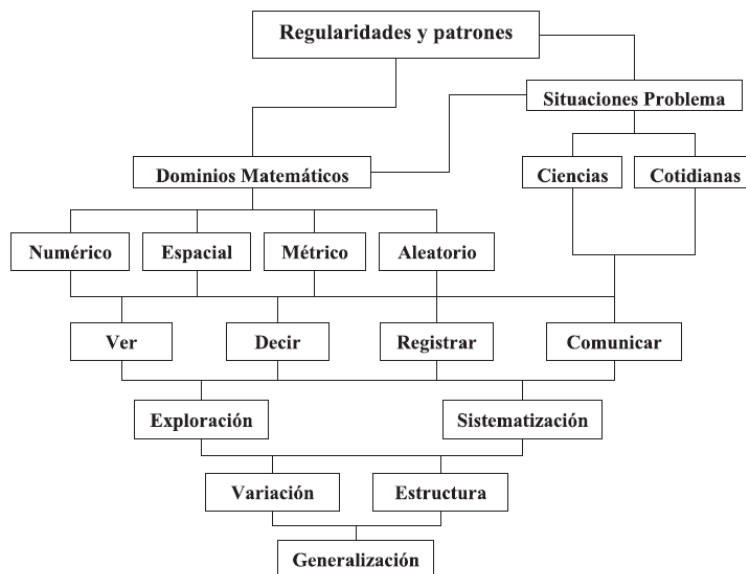 Regularidades y patrones
Situaciones Problema
Dominios Matemáticos
Ciencias
Cotidianas
Numérico
Espacial
Métrico
Aleatorio
Ver
Decir
Registrar
Comunicar
Exploración
Sistematización
Variación
Estructura
Generalización